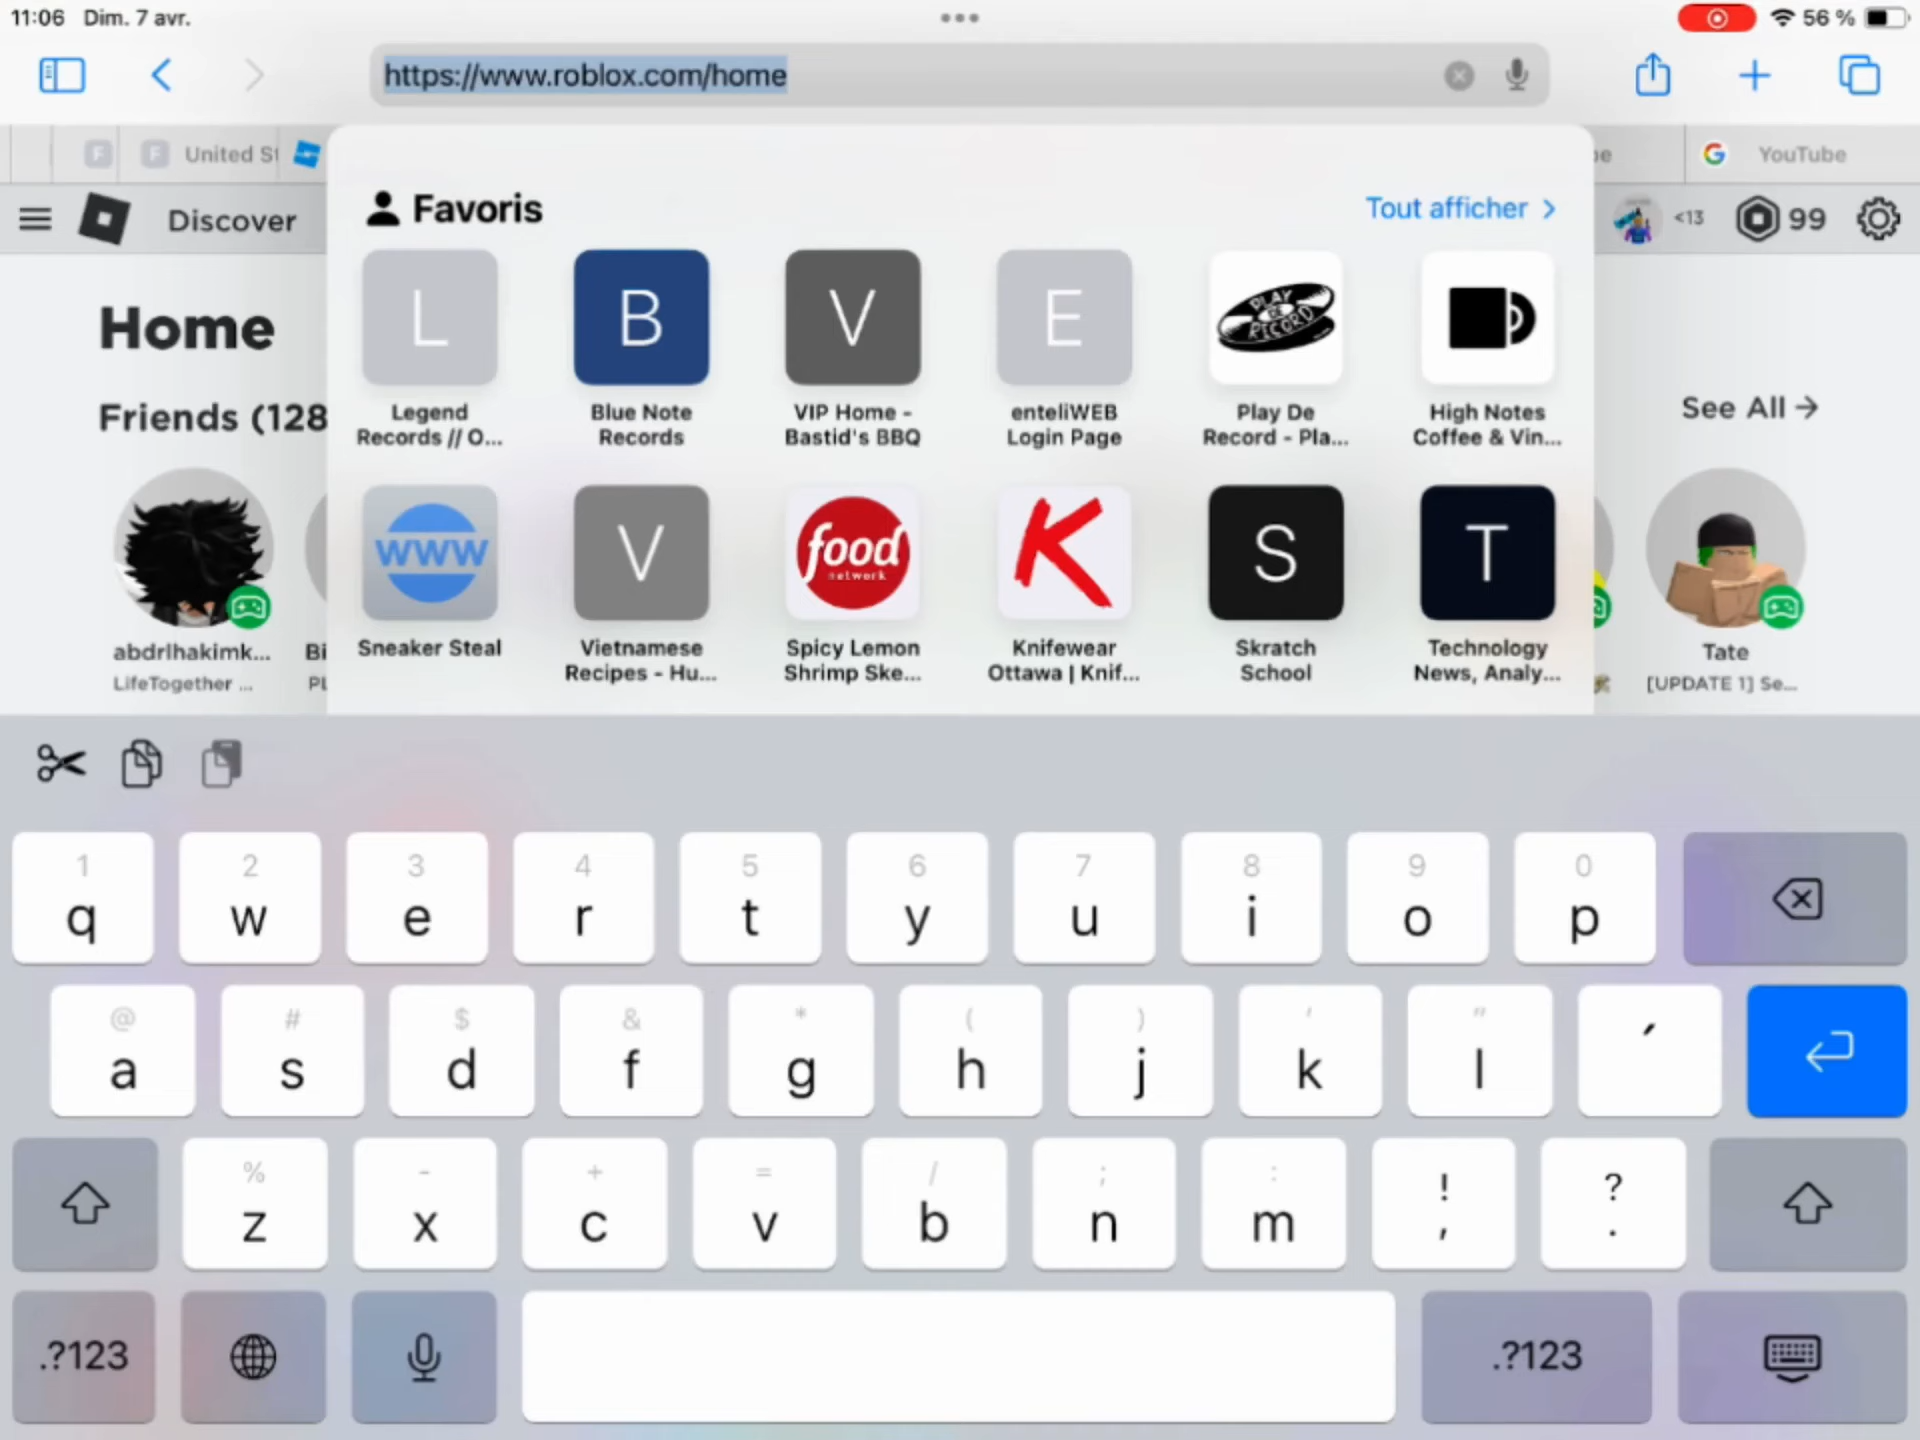 11:06 Dim. 7 avr.
56 %
https://www.roblox.com/home
F
F United St
YouTube
Discover
<13
99
Favoris
Tout afficher
L
B
V
E
PLAY DE RECORD
Legend
Records // O...
Blue Note
Records
VIP Home -
Bastid's BBQ
enteliWEB
Login Page
Play De
Record - Pla...
High Notes
Coffee & Vin...
Home
Friends (128
See All
www
V
food
network
K
S
T
Sneaker Steal
Vietnamese
Recipes - Hu...
Spicy Lemon
Shrimp Ske...
Knifewear
Ottawa | Knif...
Skratch
School
Technology
News, Analy...
abdrlhakimk...
LifeTogether ...
Bi
Tate
[UPDATE 1] Se...
1 2 3 4 5 6 7 8 9 0
q w e r t y u i o p
@ # $ & * ( ) ' "
a s d f g h j k l ´
% - + = / ; : ! ?
z x c v b n m , .
.?123
.?123